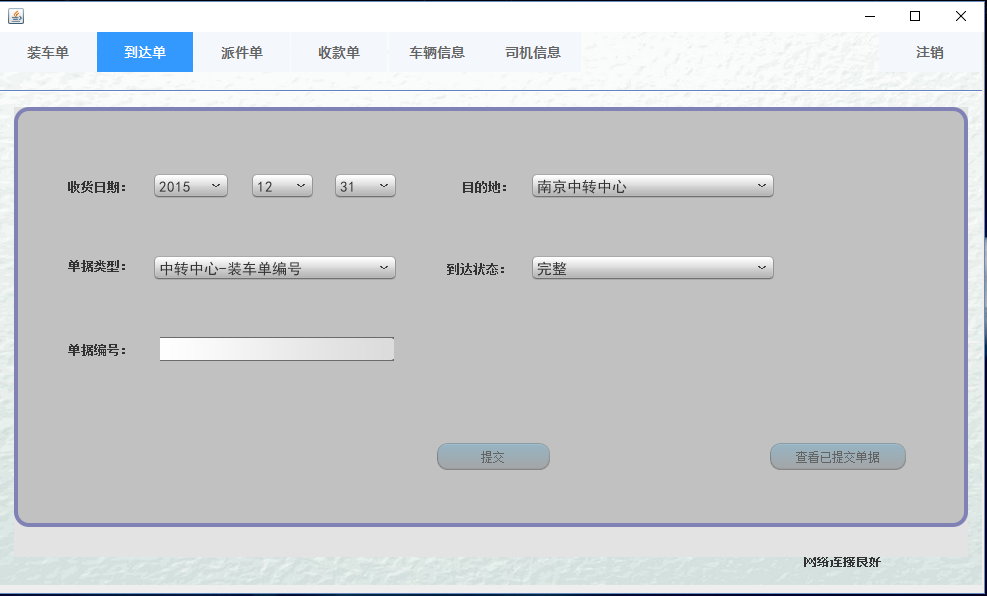 装车单 到达单 派件单 收款单 车辆信息 司机信息 注销
收货日期： 2015 12 31 目的地： 南京中转中心
单据类型： 中转中心-装车单编号 到达状态： 完整
单据编号：
提交 查看已提交单据
网络连接良好